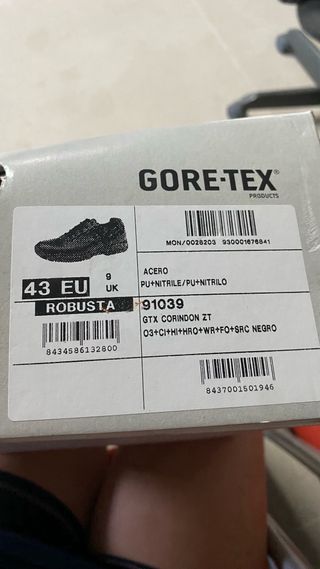 GORE-TEX®
PRODUCTS
MON/0028203 930001676841
43 EU
9
UK
ROBUSTA
8434586132800
ACERO
PU+NITRILE/PU+NITRILO
91039
GTX CORINDON ZT
O3+CI+HI+HRO+WR+FO+SRC NEGRO
8437001501946